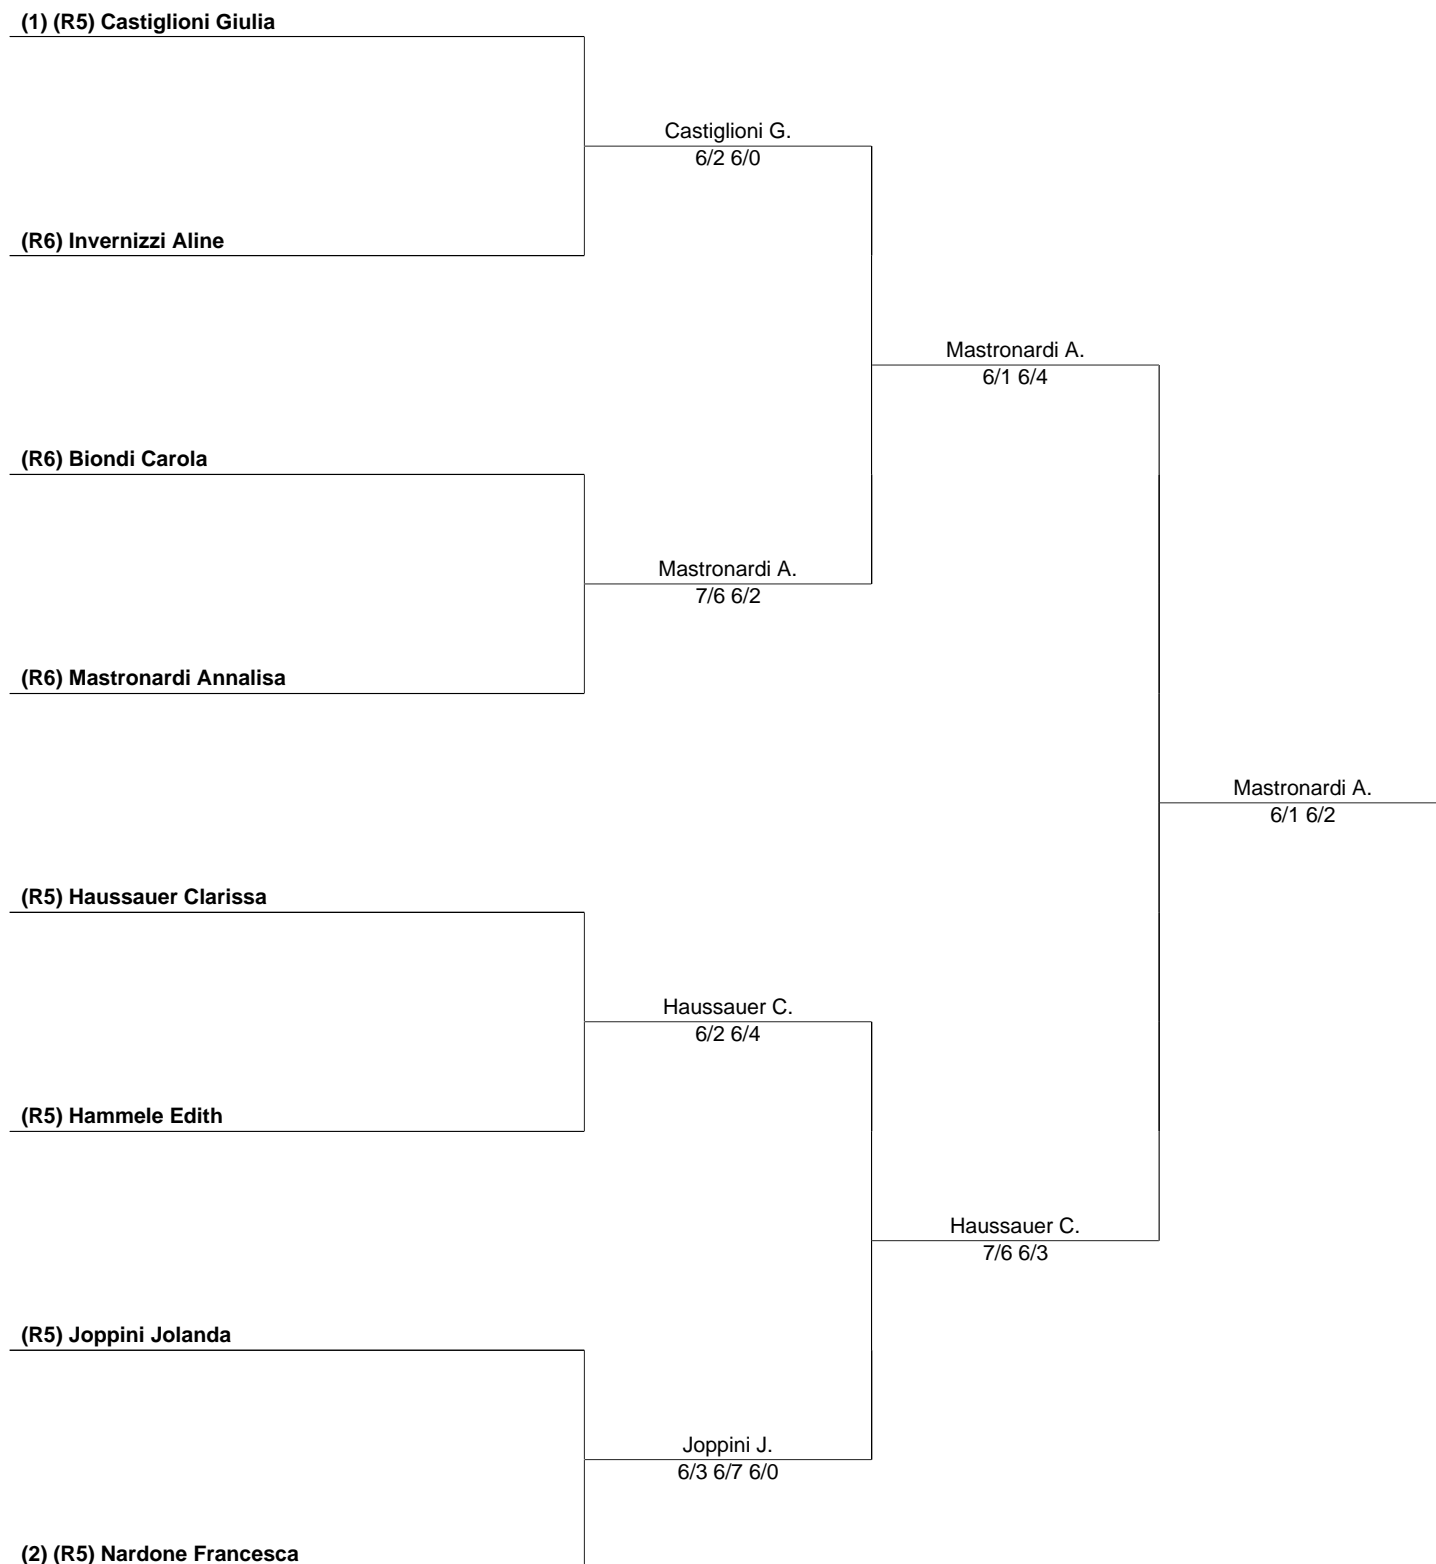 (1) (R5) Castiglioni Giulia
Castiglioni G.
6/2 6/0
(R6) Invernizzi Aline
Mastronardi A.
6/1 6/4
(R6) Biondi Carola
Mastronardi A.
7/6 6/2
(R6) Mastronardi Annalisa
Mastronardi A.
6/1 6/2
(R5) Haussauer Clarissa
Haussauer C.
6/2 6/4
(R5) Hammele Edith
Haussauer C.
7/6 6/3
(R5) Joppini Jolanda
Joppini J.
6/3 6/7 6/0
(2) (R5) Nardone Francesca